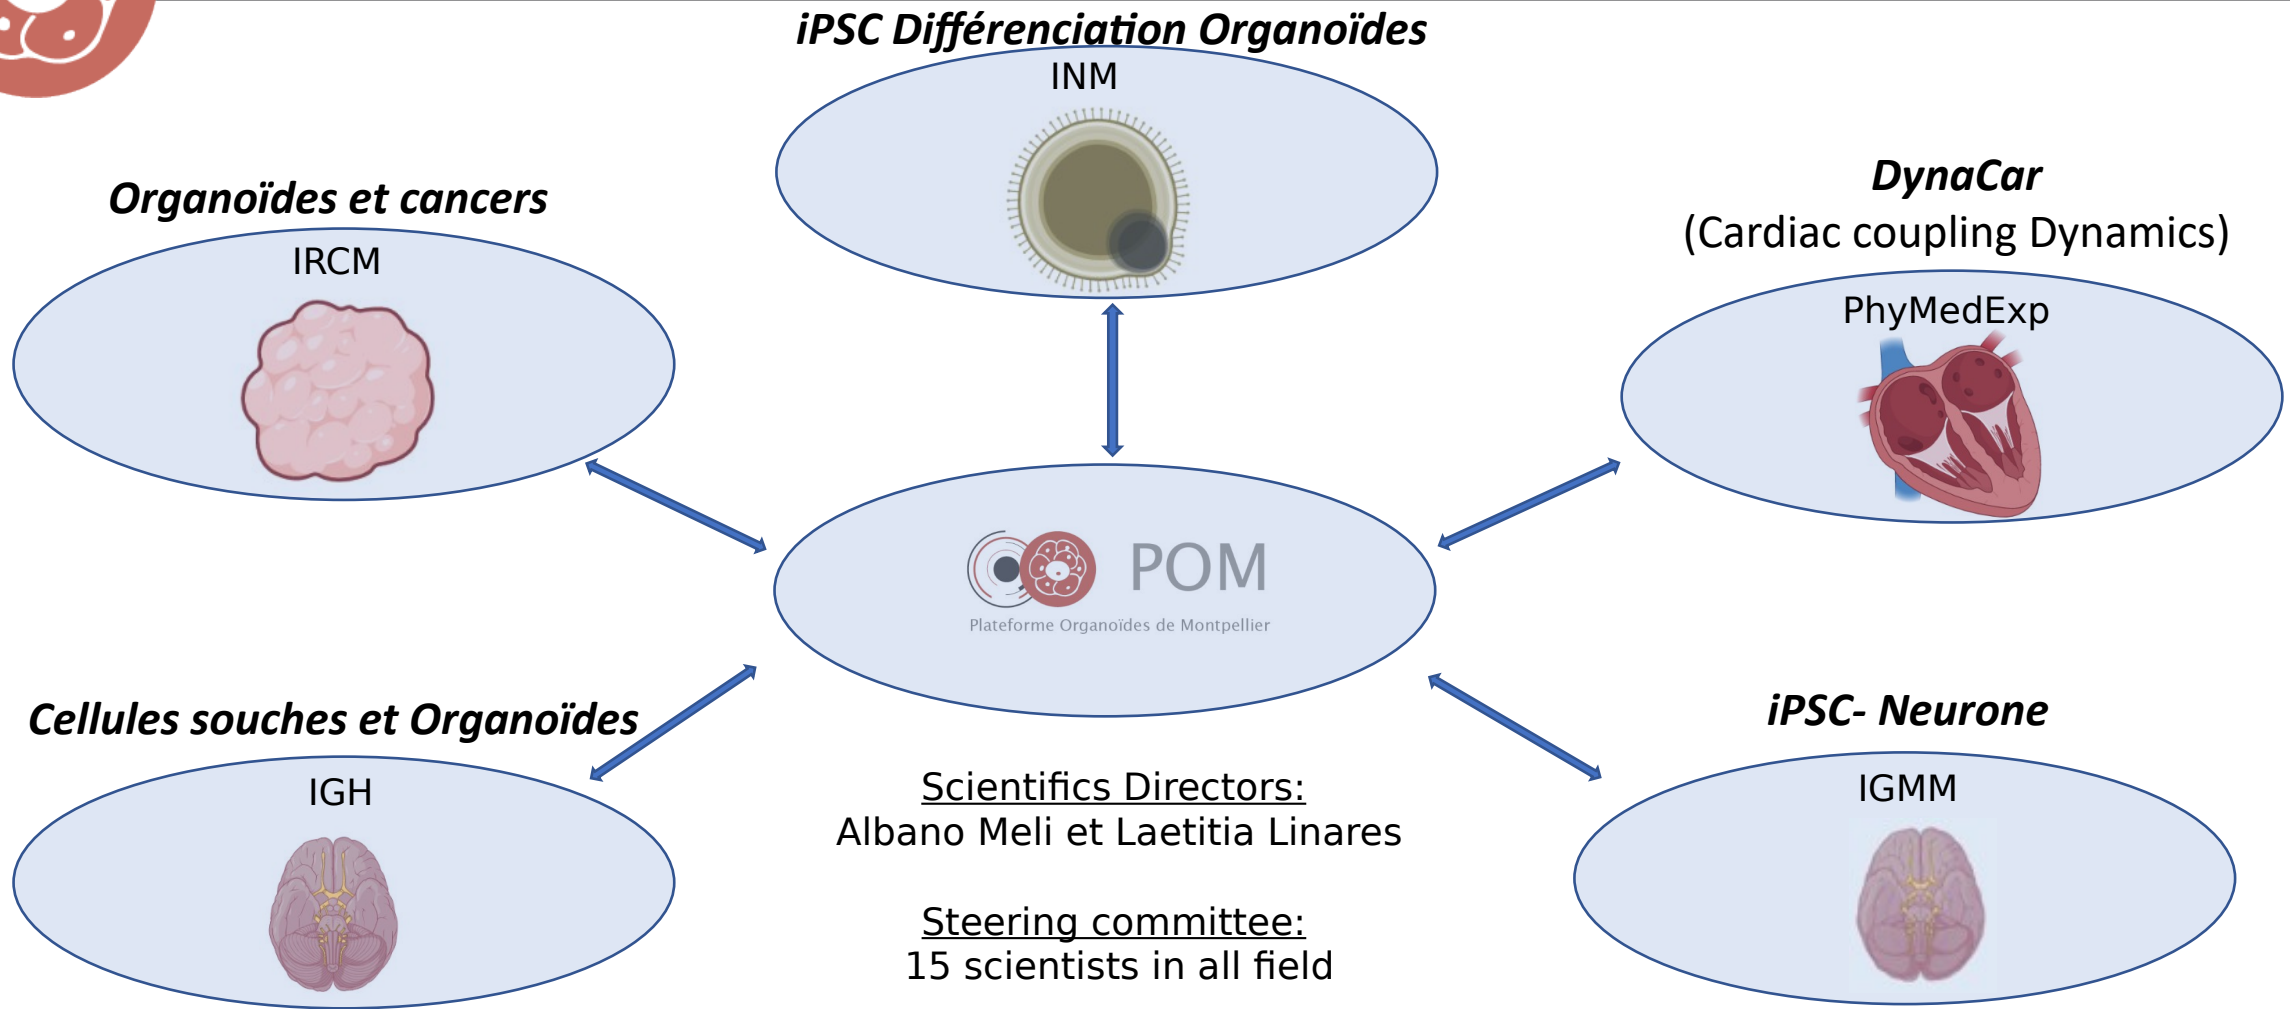 iPSC Différenciation Organoïdes
INM
Organoïdes et cancers
IRCM
DynaCar
(Cardiac coupling Dynamics)
PhyMedExp
POM
Plateforme Organoïdes de Montpellier
Cellules souches et Organoïdes
IGH
Scientifics Directors:
Albano Meli et Laetitia Linares
Steering committee:
15 scientists in all field
iPSC- Neurone
IGMM